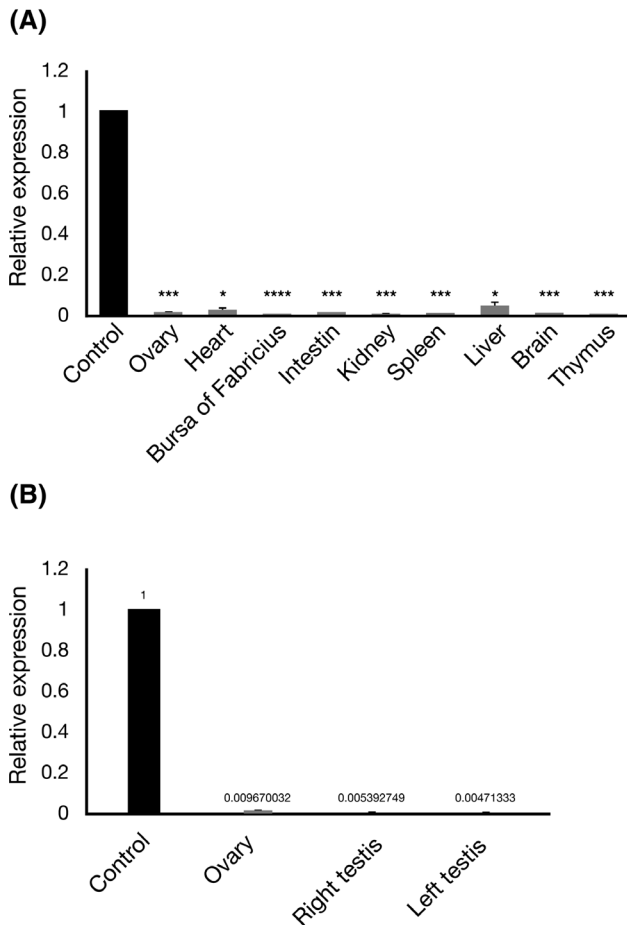 (A)
Relative expression
1.2
1
0.8
0.6
0.4
0.2
0
*** * **** *** *** *** * *** ***
Control Ovary Heart Bursa of Fabricius Intestin Kidney Spleen Liver Brain Thymus
(B)
Relative expression
1.2
1
0.8
0.6
0.4
0.2
0
1
0.009670032 0.005392749 0.00471333
Control Ovary Right testis Left testis